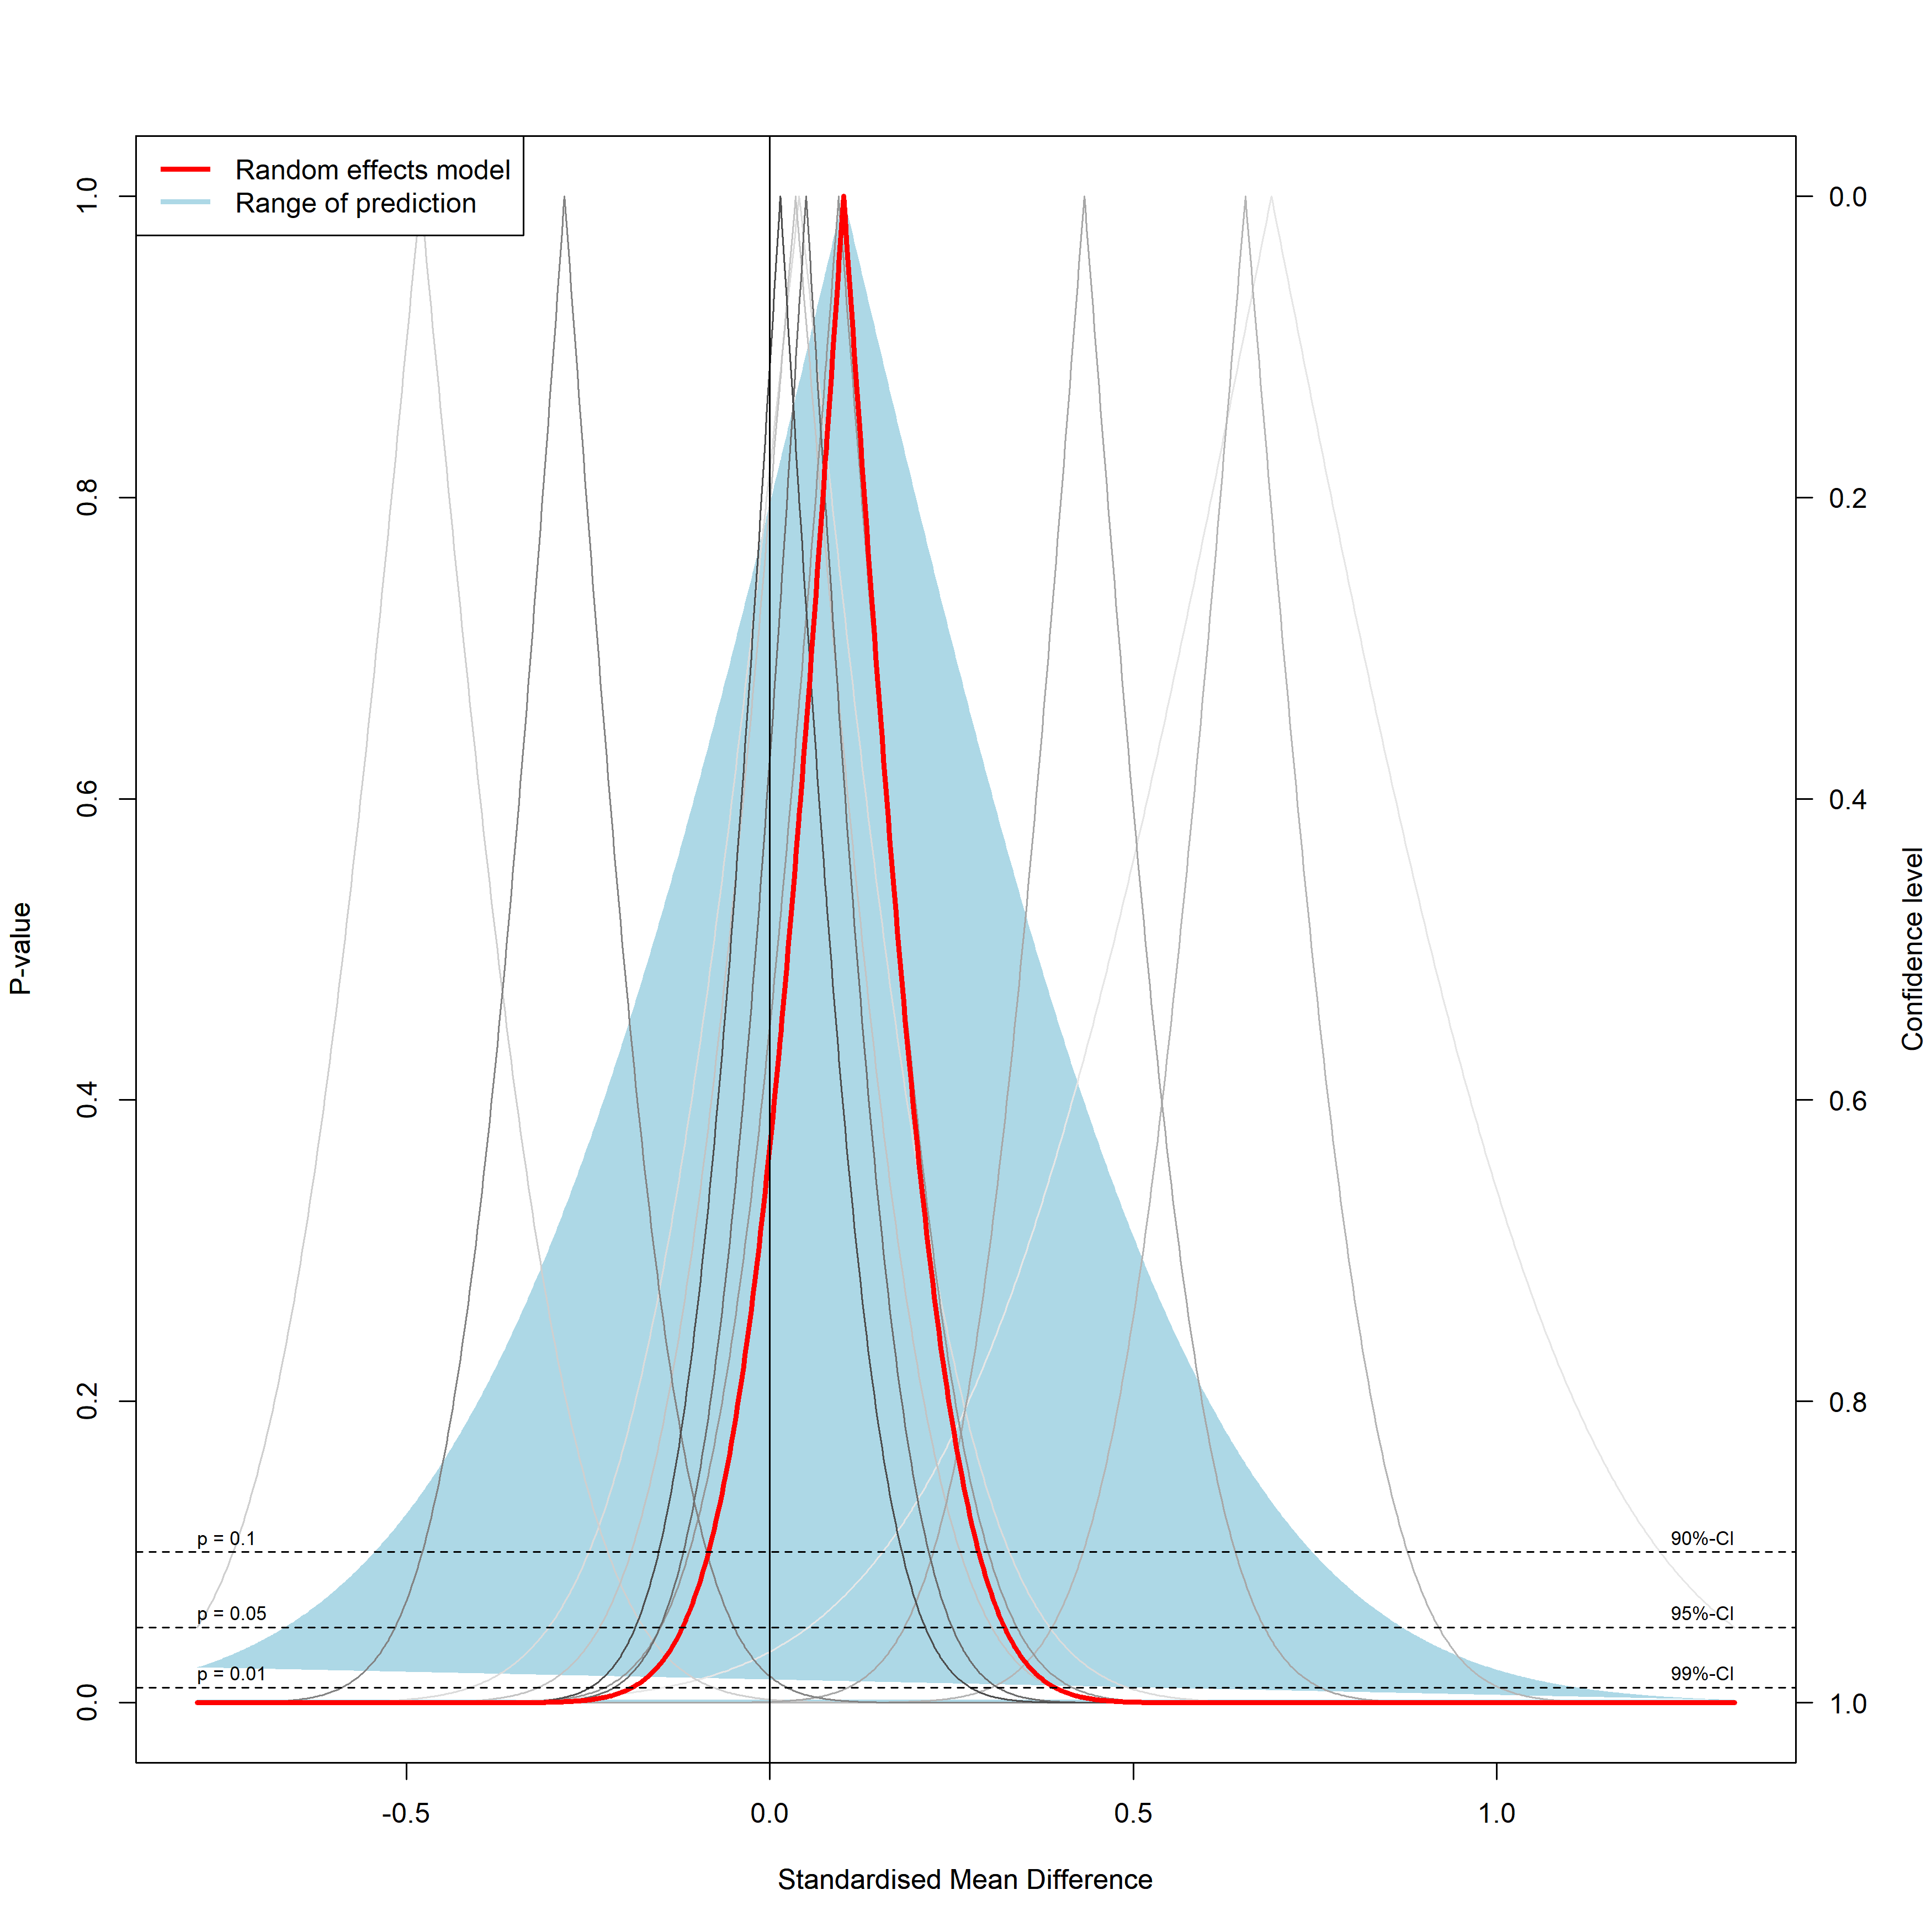 Random effects model
Range of prediction
1.0
0.8
0.6
0.4
0.2
0.0
P-value
0.0
0.2
0.4
0.6
0.8
1.0
Confidence level
p = 0.1
90%-CI
p = 0.05
95%-CI
p = 0.01
99%-CI
-0.5
0.0
0.5
1.0
Standardised Mean Difference